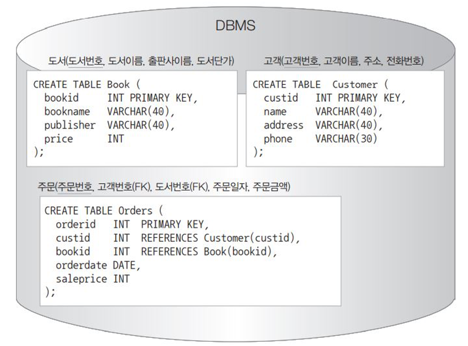 DBMS
도서(도서번호, 도서이름, 출판사이름, 도서단가)
CREATE TABLE Book (
bookid INT PRIMARY KEY,
bookname VARCHAR(40),
publisher VARCHAR(40),
price INT
);
고객(고객번호, 고객이름, 주소, 전화번호)
CREATE TABLE Customer (
custid INT PRIMARY KEY,
name VARCHAR(40),
address VARCHAR(40),
phone VARCHAR(30)
);
주문(주문번호, 고객번호(FK), 도서번호(FK), 주문일자, 주문금액)
CREATE TABLE Orders (
orderid INT PRIMARY KEY,
custid INT REFERENCES Customer(custid),
bookid INT REFERENCES Book(bookid),
orderdate DATE,
saleprice INT
);